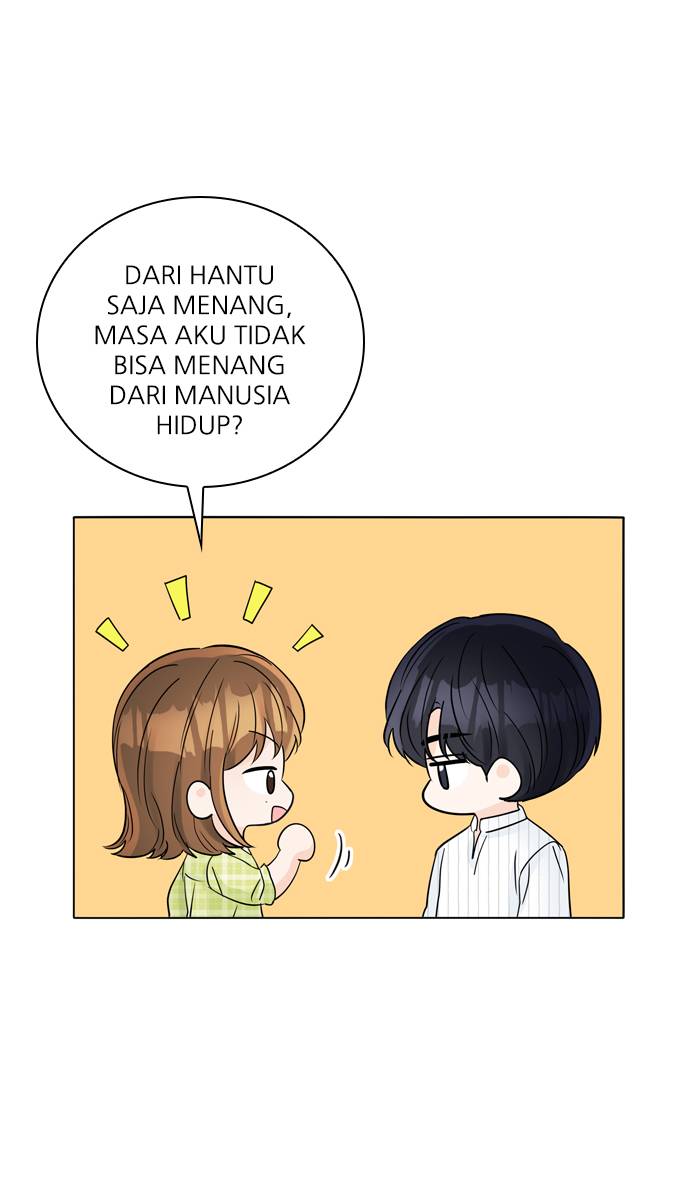 DARI HANTU
SAJA MENANG,
MASA AKU TIDAK
BISA MENANG
DARI MANUSIA
HIDUP?